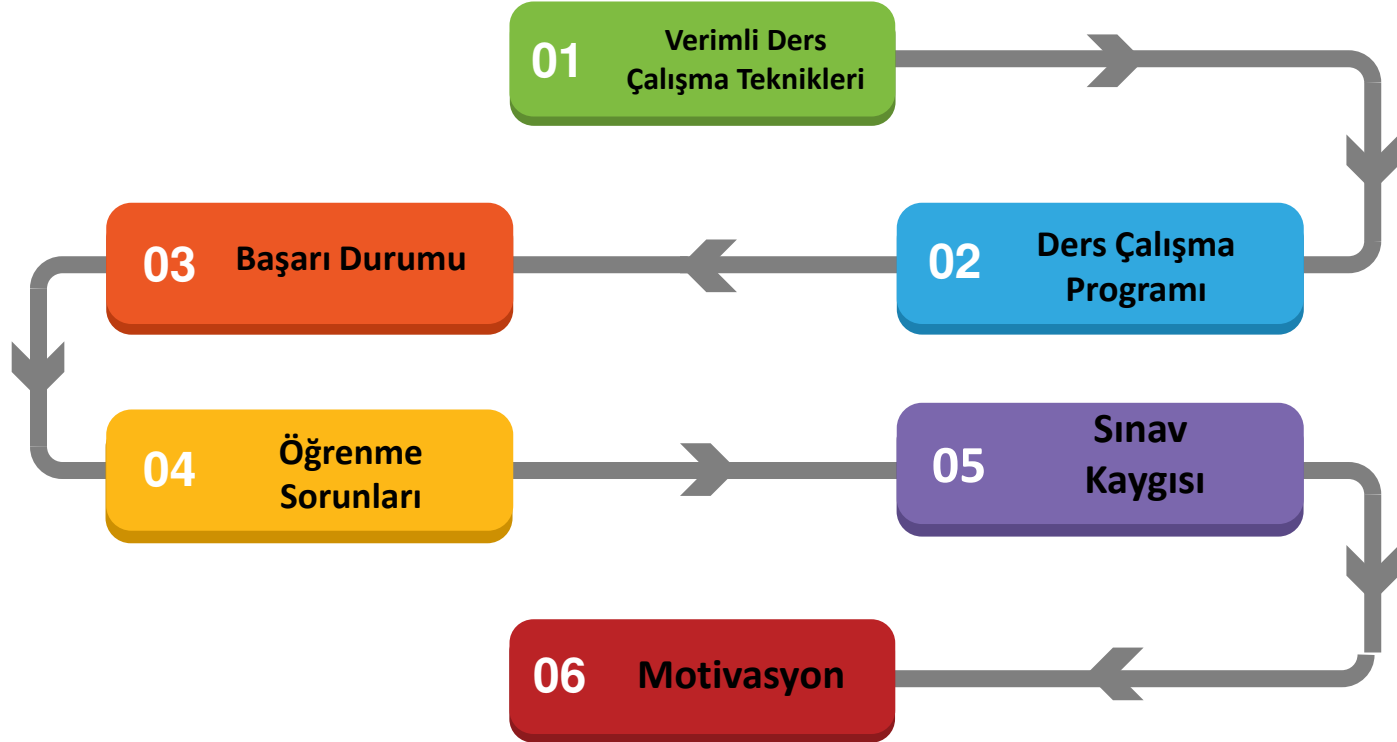 01
Verimli Ders
Çalışma Teknikleri
02
Ders Çalışma
Programı
03
Başarı Durumu
04
Öğrenme
Sorunları
05
Sınav
Kaygısı
06
Motivasyon